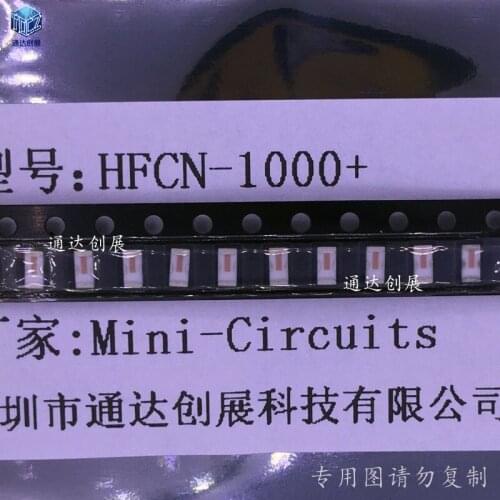 通达创展
型号:HFCN-1000+
通达创展
通达创展
厂家:Mini-Circuits
圳市通达创展科技有限公司
专用图请勿复制